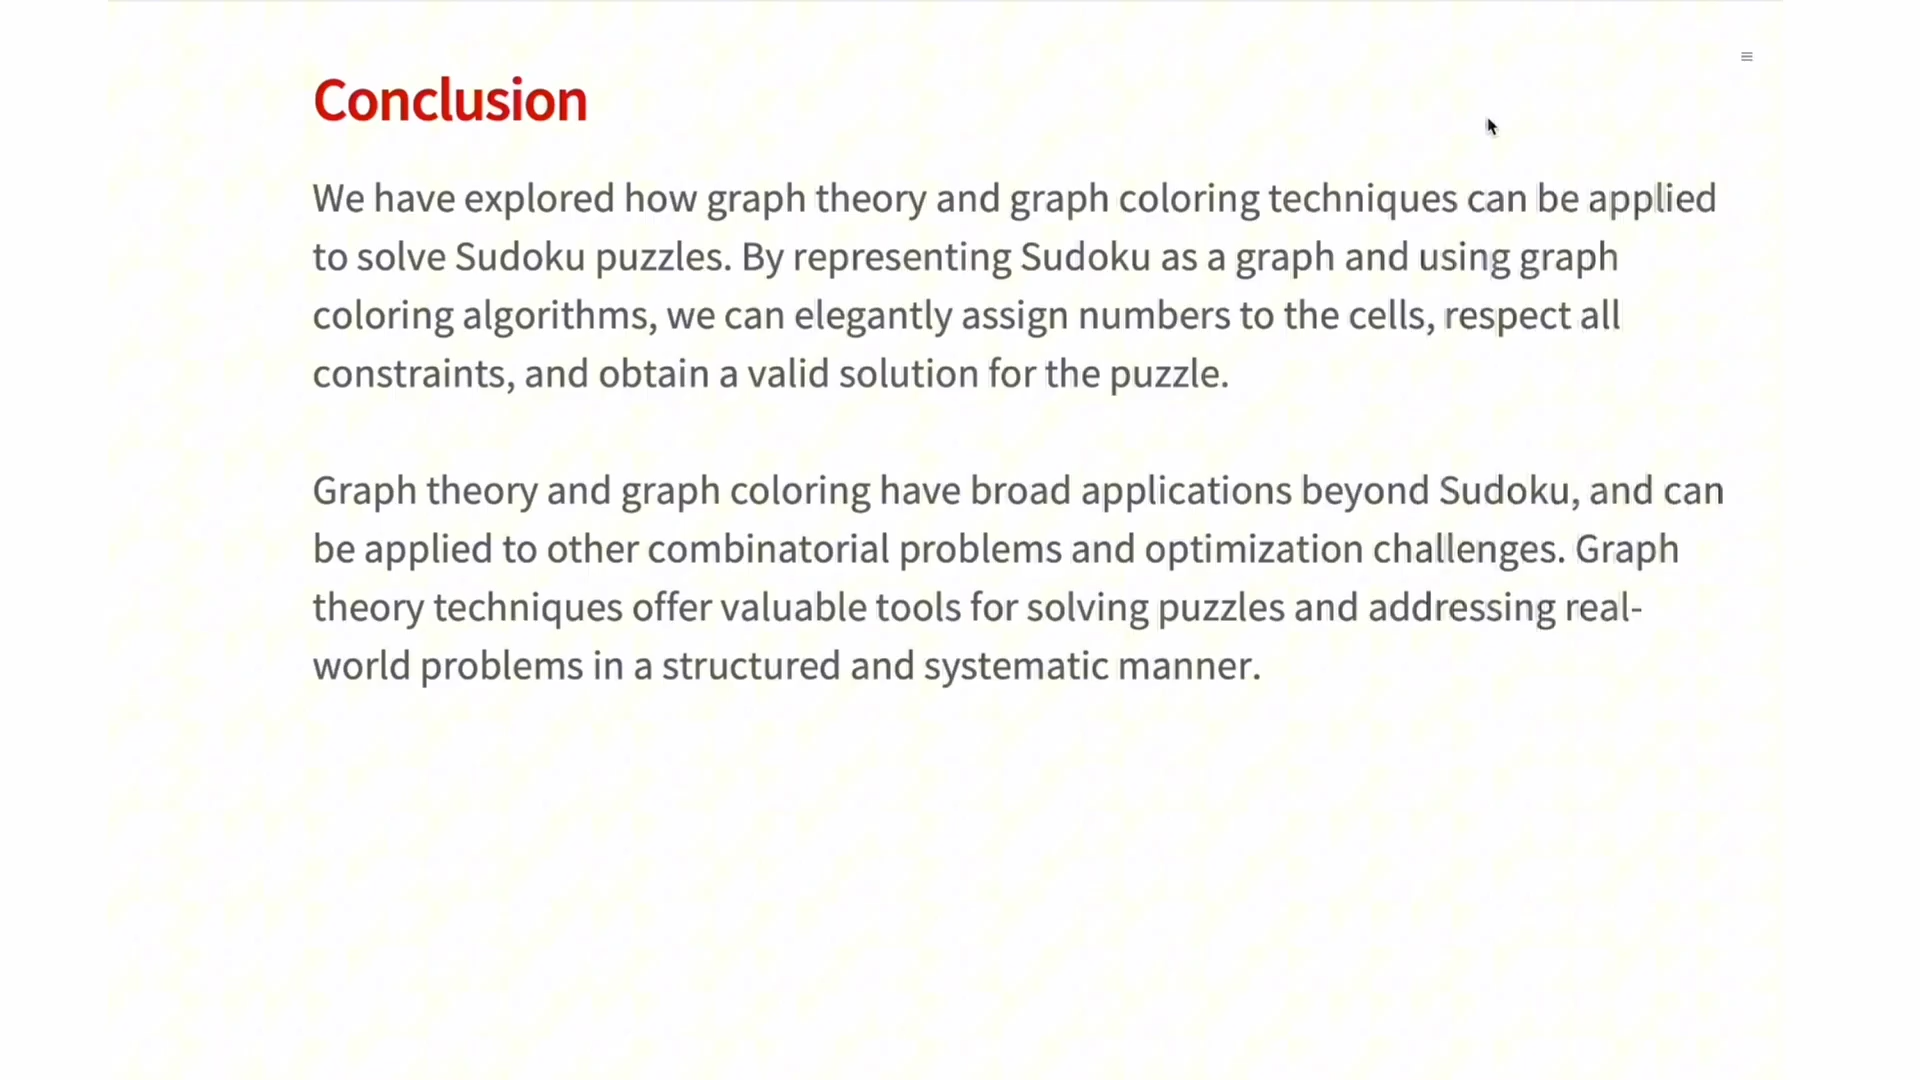 Conclusion
We have explored how graph theory and graph coloring techniques can be applied
to solve Sudoku puzzles. By representing Sudoku as a graph and using graph
coloring algorithms, we can elegantly assign numbers to the cells, respect all
constraints, and obtain a valid solution for the puzzle.
Graph theory and graph coloring have broad applications beyond Sudoku, and can
be applied to other combinatorial problems and optimization challenges. Graph
theory techniques offer valuable tools for solving puzzles and addressing real-
world problems in a structured and systematic manner.